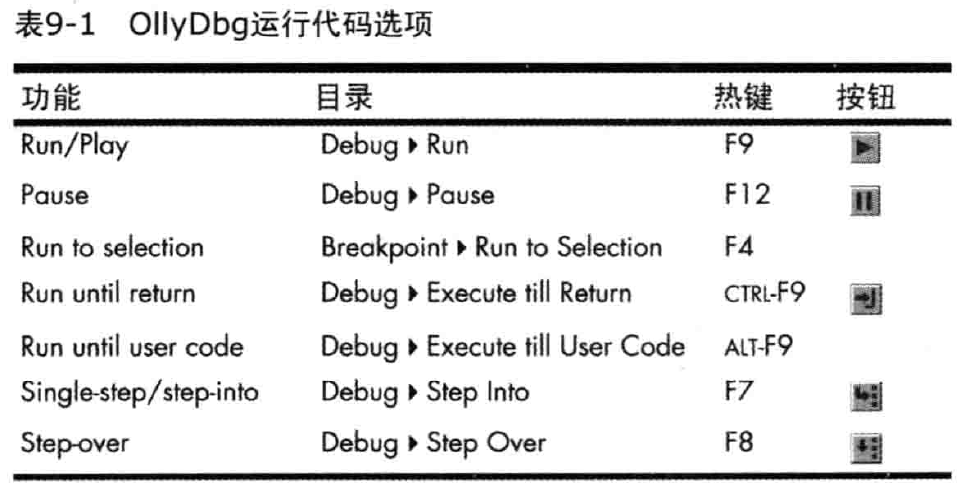 表9-1 OllyDbg运行代码选项
功能 目录 热键 按钮
Run/Play Debug ▸ Run F9
Pause Debug ▸ Pause F12
Run to selection Breakpoint ▸ Run to Selection F4
Run until return Debug ▸ Execute till Return CTRL-F9
Run until user code Debug ▸ Execute till User Code ALT-F9
Single-step/step-into Debug ▸ Step Into F7
Step-over Debug ▸ Step Over F8